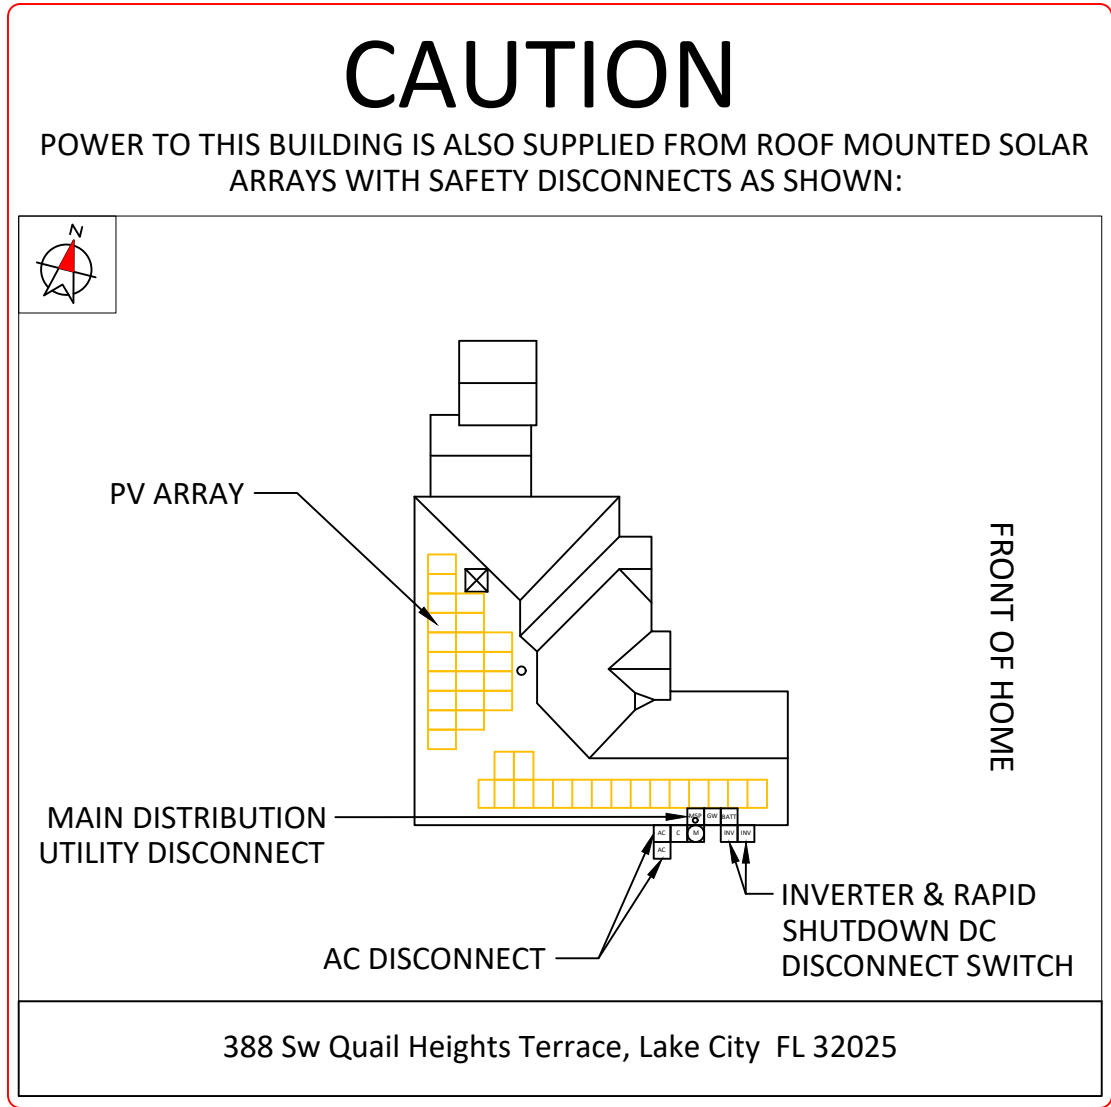 CAUTION
POWER TO THIS BUILDING IS ALSO SUPPLIED FROM ROOF MOUNTED SOLAR
ARRAYS WITH SAFETY DISCONNECTS AS SHOWN:
N
PV ARRAY
FRONT OF HOME
MAIN DISTRIBUTION
UTILITY DISCONNECT
MSP GW BATT
AC C M INV INV
AC
AC DISCONNECT
INVERTER & RAPID
SHUTDOWN DC
DISCONNECT SWITCH
388 Sw Quail Heights Terrace, Lake City FL 32025